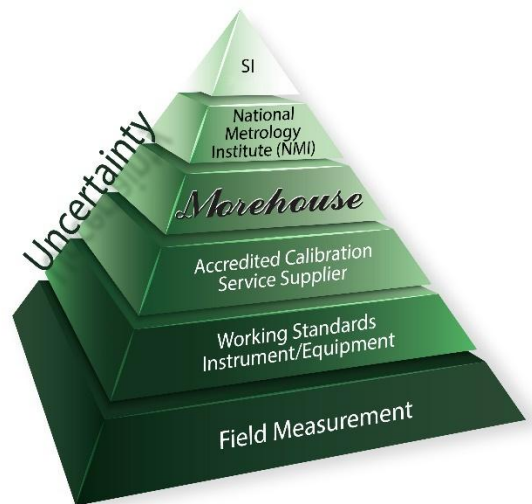 SI
National
Metrology
Institute (NMI)
Morehouse
Accredited Calibration
Service Supplier
Working Standards
Instrument/Equipment
Field Measurement
Uncertainty